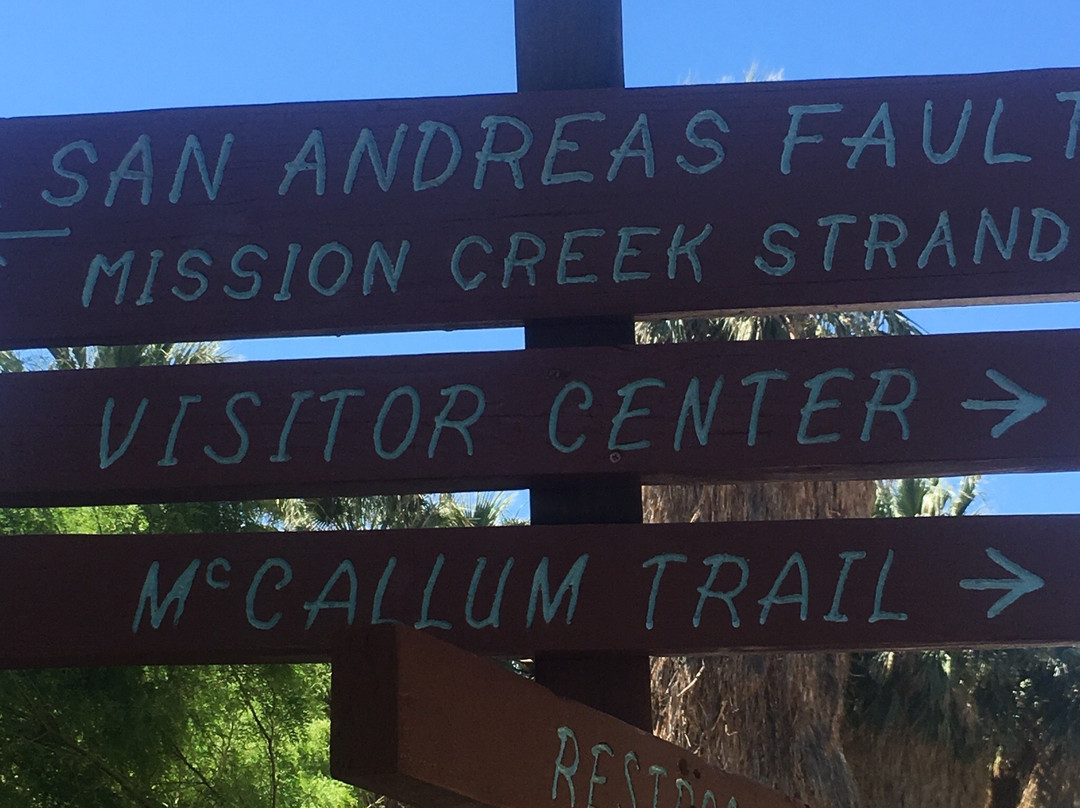 SAN ANDREAS FAULT
MISSION CREEK STRAND
VISITOR CENTER →
McCALLUM TRAIL →